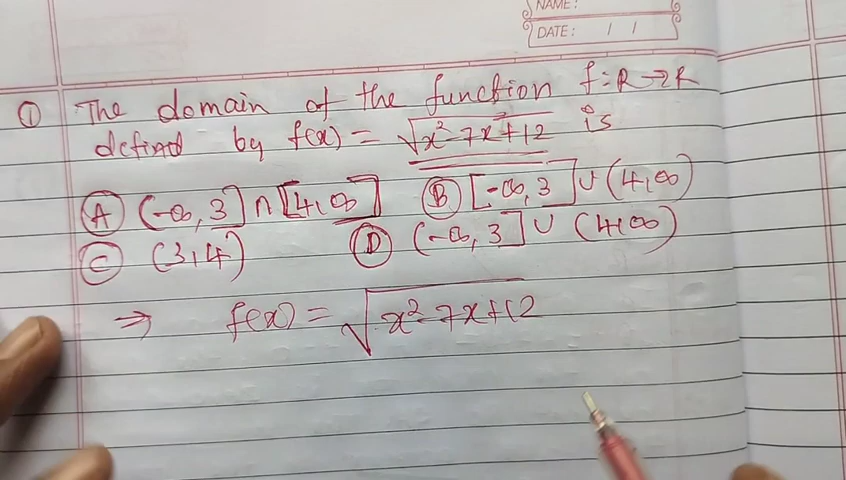 NAME:
DATE: / /
① The domain of the function f:R→R
defined by f(x) = √x²-7x+12 is
Ⓐ (-∞, 3] ∩ [4, ∞] Ⓑ [-∞, 3] ∪ (4, ∞)
Ⓒ (3, 4) Ⓓ (-∞, 3] ∪ (4, ∞)
⇒ f(x) = √x²-7x+12